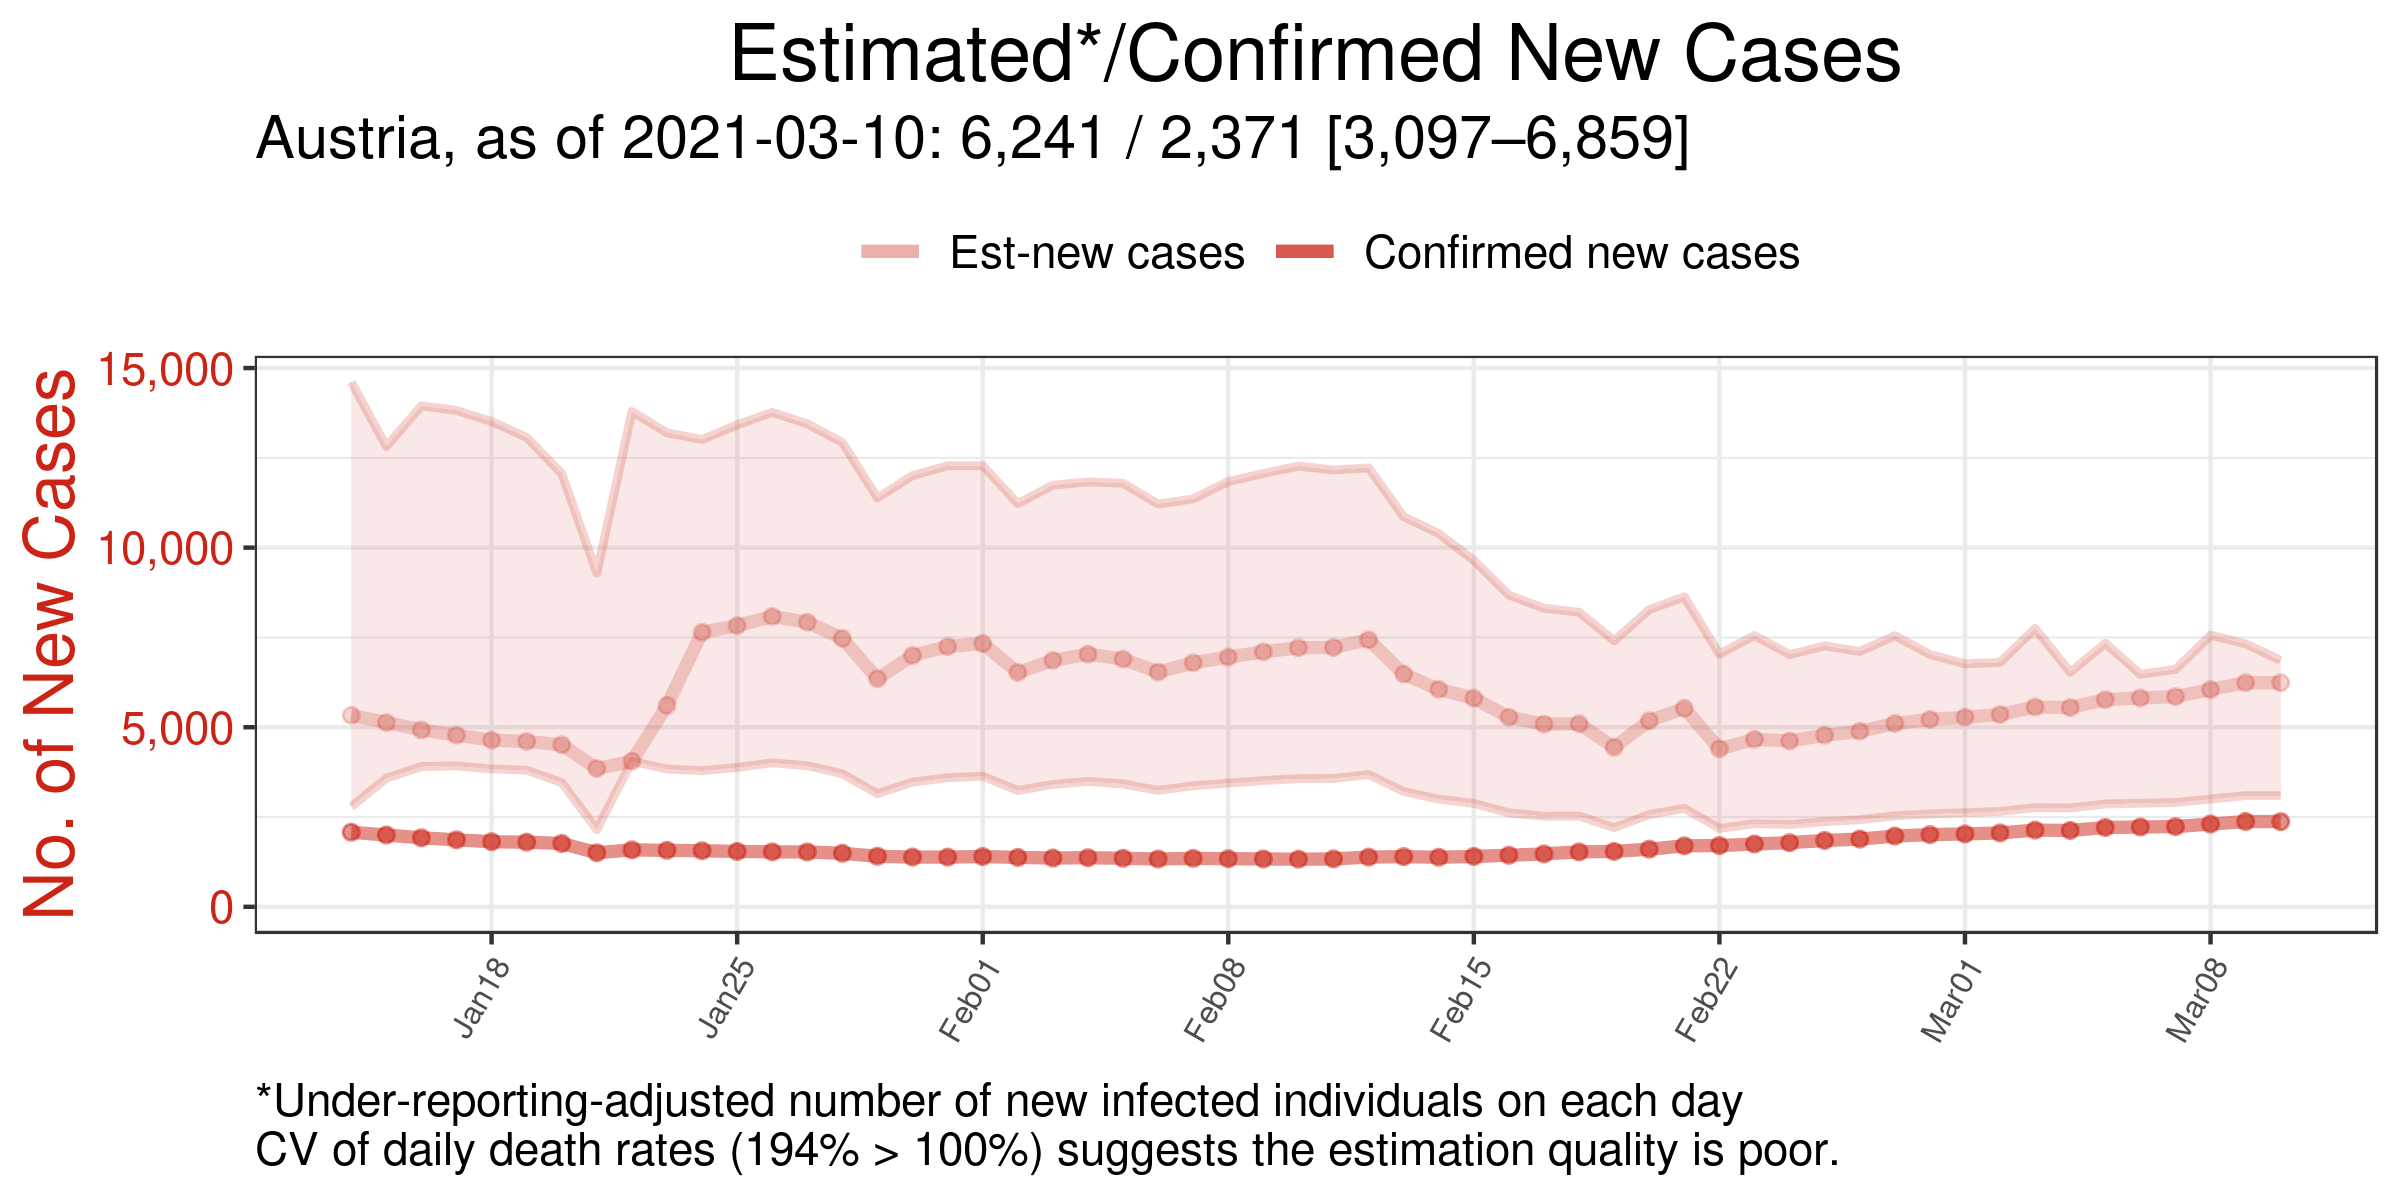 Estimated*/Confirmed New Cases
Austria, as of 2021-03-10: 6,241 / 2,371 [3,097–6,859]
Est-new cases
Confirmed new cases
No. of New Cases
15,000
10,000
5,000
0
Jan18
Jan25
Feb01
Feb08
Feb15
Feb22
Mar01
Mar08
*Under-reporting-adjusted number of new infected individuals on each day
CV of daily death rates (194% > 100%) suggests the estimation quality is poor.